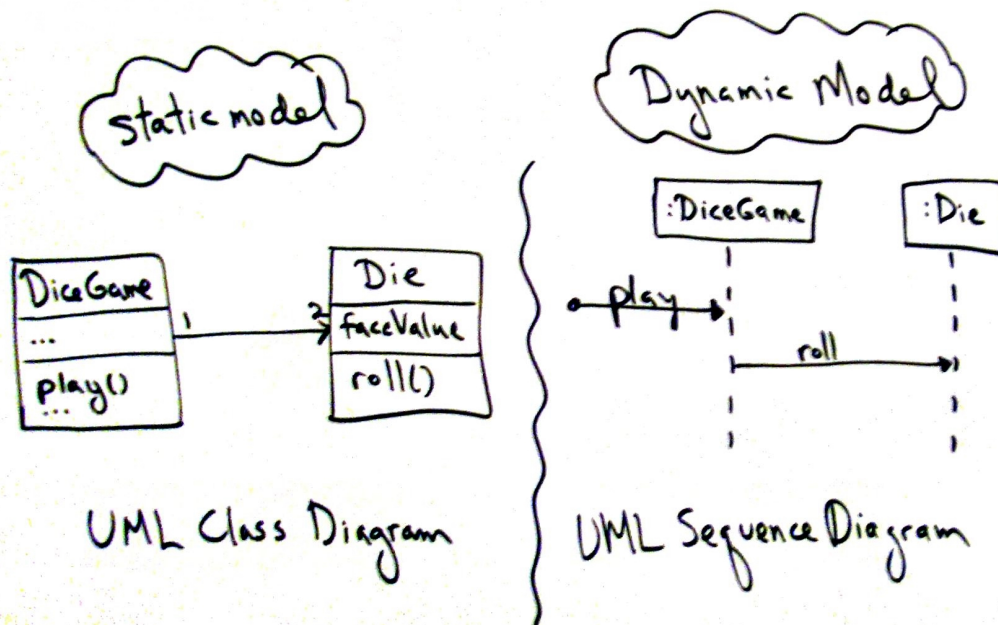 static model
DiceGame
...
play()
...
1
2
Die
faceValue
roll()
UML Class Diagram
Dynamic Model
:DiceGame
:Die
play
roll
UML Sequence Diagram